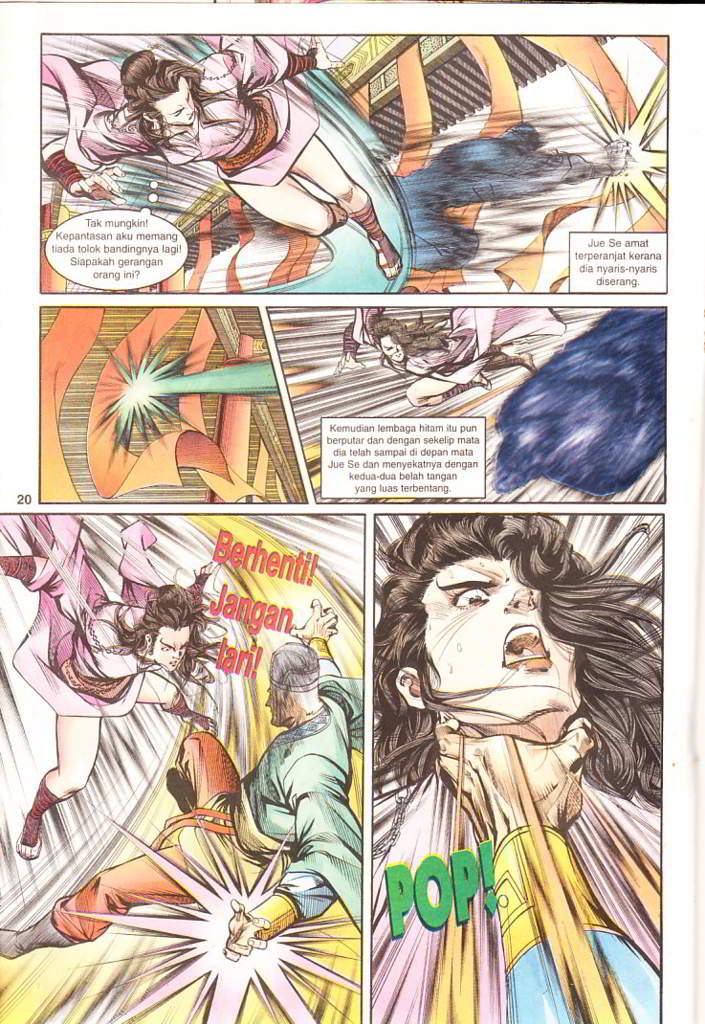 Tak mungkin!
Kepantasan aku memang
tiada tolok bandingnya lagi!
Siapakah gerangan
orang ini?
Jue Se amat
terperanjat kerana
dia nyaris-nyaris
diserang.
Kemudian lembaga hitam itu pun
berputar dan dengan sekelip mata
dia telah sampai di depan mata
Jue Se dan menyekatnya dengan
kedua-dua belah tangan
yang luas terbentang.
20
Berhenti!
Jangan
lari!
POP!